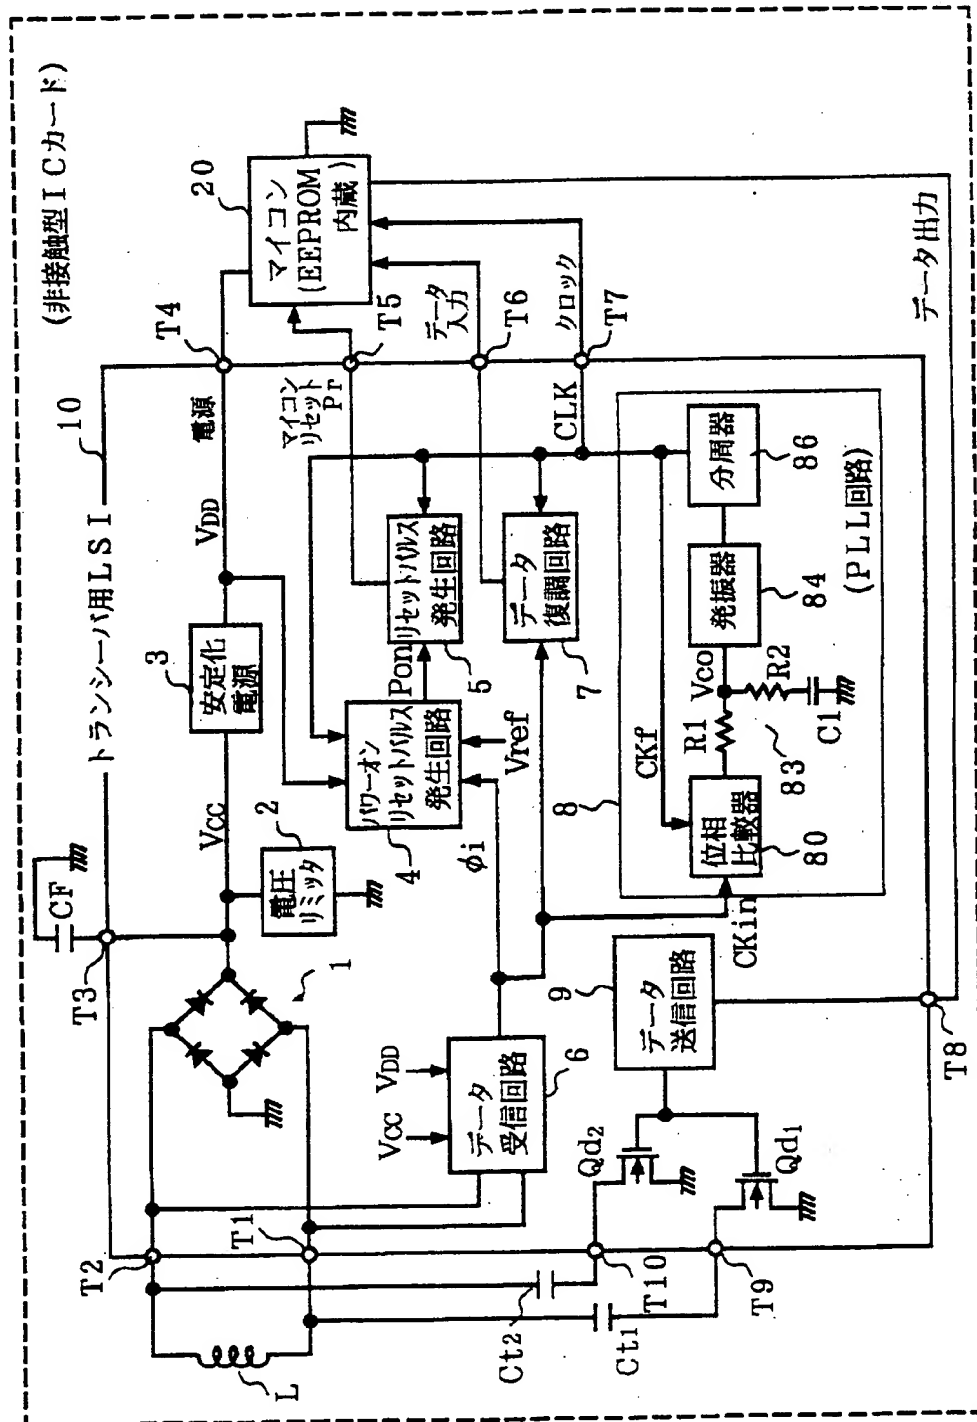 (非接触型ICカード)
10
トランシーバ用LSI
CF
T3
T2
T1
L
1
VCC
電圧
リミッタ
2
安定化
電源
3
VDD
電源
T4
20
マイコン
(EEPROM
内蔵)
マイコン
リセット
Pr
T5
データ
入力
T6
クロック
T7
CLK
パワーオン
リセットパルス
発生回路
4
Pon
リセットパルス
発生回路
5
Vref
φi
VCC
VDD
データ
受信回路
6
データ
復調回路
7
8
CKin
CKf
位相
比較器
80
R1
VCO
R2
C1
83
発振器
84
分周器
86
(PLL回路)
9
データ
送信回路
Qd2
Qd1
Ct2
Ct1
T10
T9
T8
データ出力